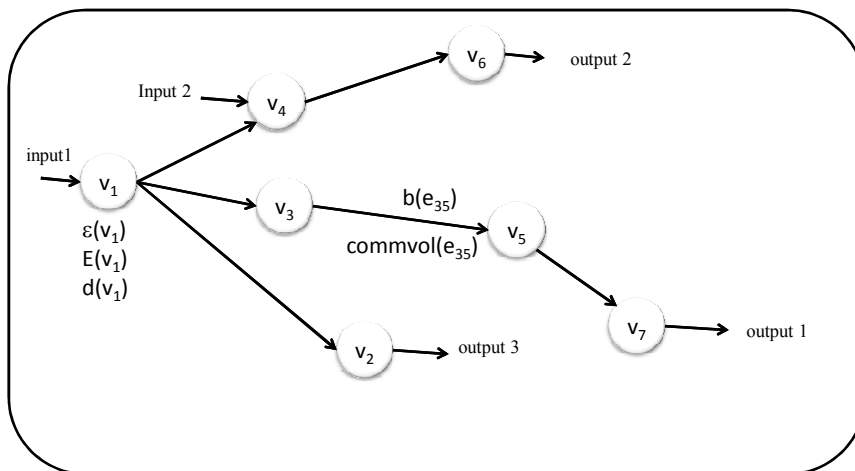 v6
output 2
Input 2
v4
input1
v1
b(e35)
v3
v5
commvol(e35)
ε(v1)
E(v1)
d(v1)
v7
output 1
v2
output 3